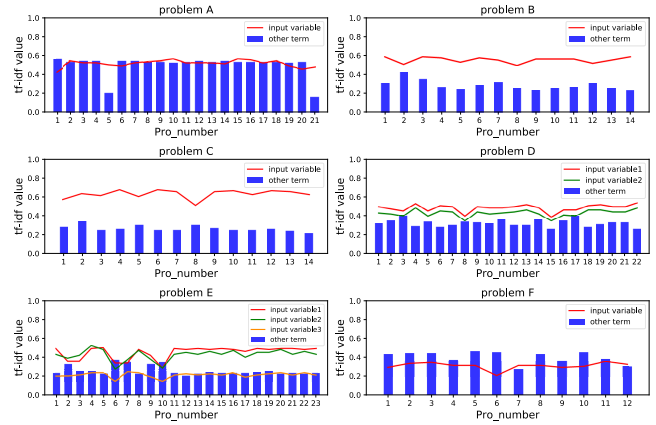 problem A
tf-idf value
1.0
0.8
0.6
0.4
0.2
0.0
input variable
other term
1 2 3 4 5 6 7 8 9 10 11 12 13 14 15 16 17 18 19 20 21
Pro_number
problem B
tf-idf value
1.0
0.8
0.6
0.4
0.2
0.0
input variable
other term
1 2 3 4 5 6 7 8 9 10 11 12 13 14
Pro_number
problem C
tf-idf value
1.0
0.8
0.6
0.4
0.2
0.0
input variable
other term
1 2 3 4 5 6 7 8 9 10 11 12 13 14
Pro_number
problem D
tf-idf value
1.0
0.8
0.6
0.4
0.2
0.0
input variable1
input variable2
other term
1 2 3 4 5 6 7 8 9 10 11 12 13 14 15 16 17 18 19 20 21 22
Pro_number
problem E
tf-idf value
1.0
0.8
0.6
0.4
0.2
0.0
input variable1
input variable2
input variable3
other term
1 2 3 4 5 6 7 8 9 10 11 12 13 14 15 16 17 18 19 20 21 22 23
Pro_number
problem F
tf-idf value
1.0
0.8
0.6
0.4
0.2
0.0
input variable
other term
1 2 3 4 5 6 7 8 9 10 11 12
Pro_number